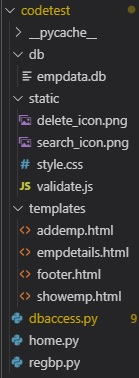 codetest
__pycache__
db
empdata.db
static
delete_icon.png
search_icon.png
style.css
validate.js
templates
addemp.html
empdetails.html
footer.html
showemp.html
dbaccess.py 9
home.py
regbp.py